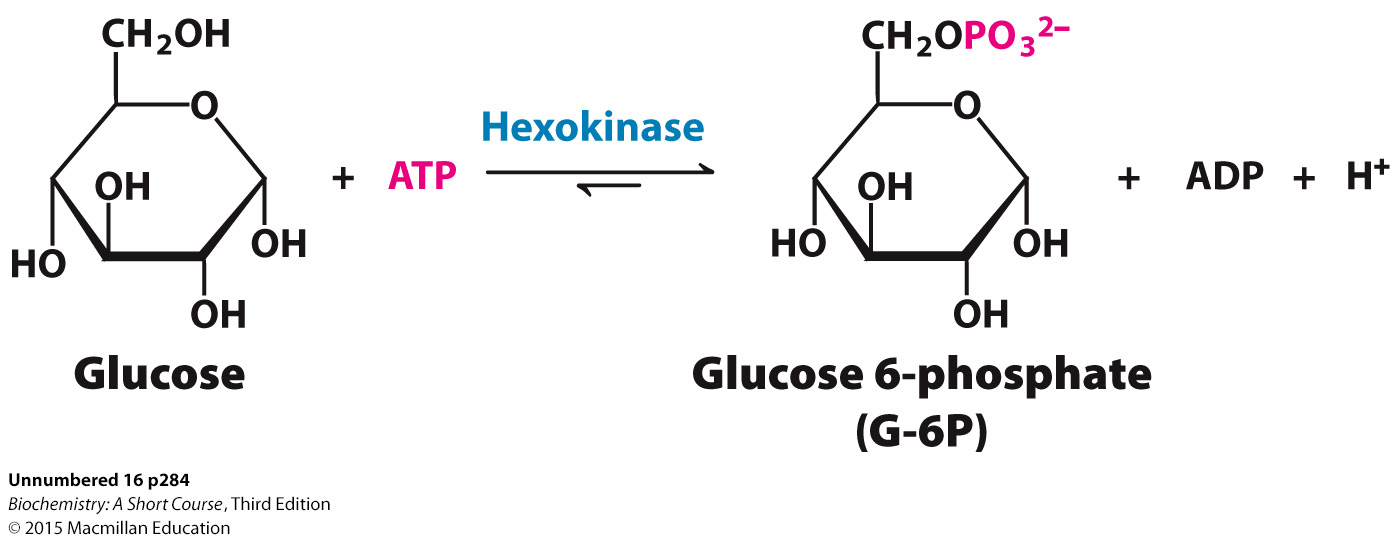 CH₂OH
O
OH
HO
OH
OH
Glucose
+ ATP
Hexokinase
CH₂OPO₃²⁻
O
OH
HO
OH
OH
Glucose 6-phosphate
(G-6P)
+ ADP + H⁺
Unnumbered 16 p284
Biochemistry: A Short Course, Third Edition
© 2015 Macmillan Education